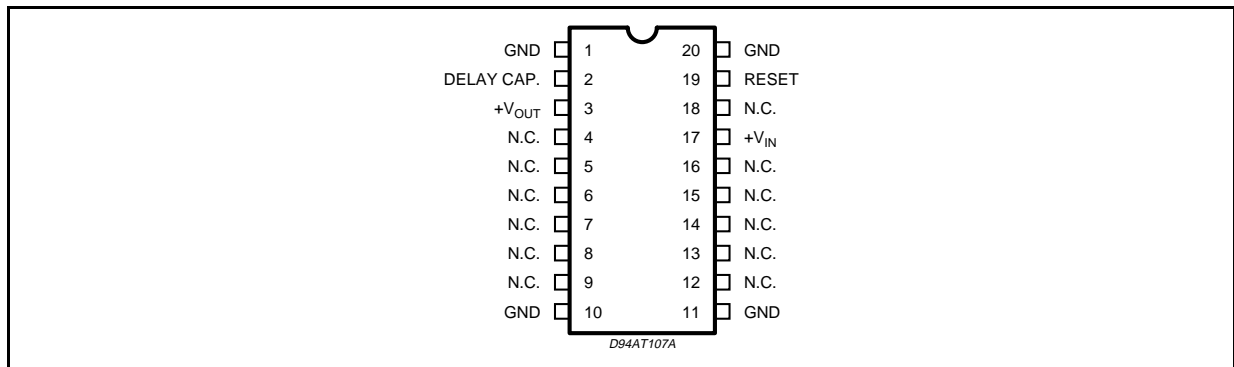 GND 1 20 GND
DELAY CAP. 2 19 RESET
+VOUT 3 18 N.C.
N.C. 4 17 +VIN
N.C. 5 16 N.C.
N.C. 6 15 N.C.
N.C. 7 14 N.C.
N.C. 8 13 N.C.
N.C. 9 12 N.C.
GND 10 11 GND
D94AT107A